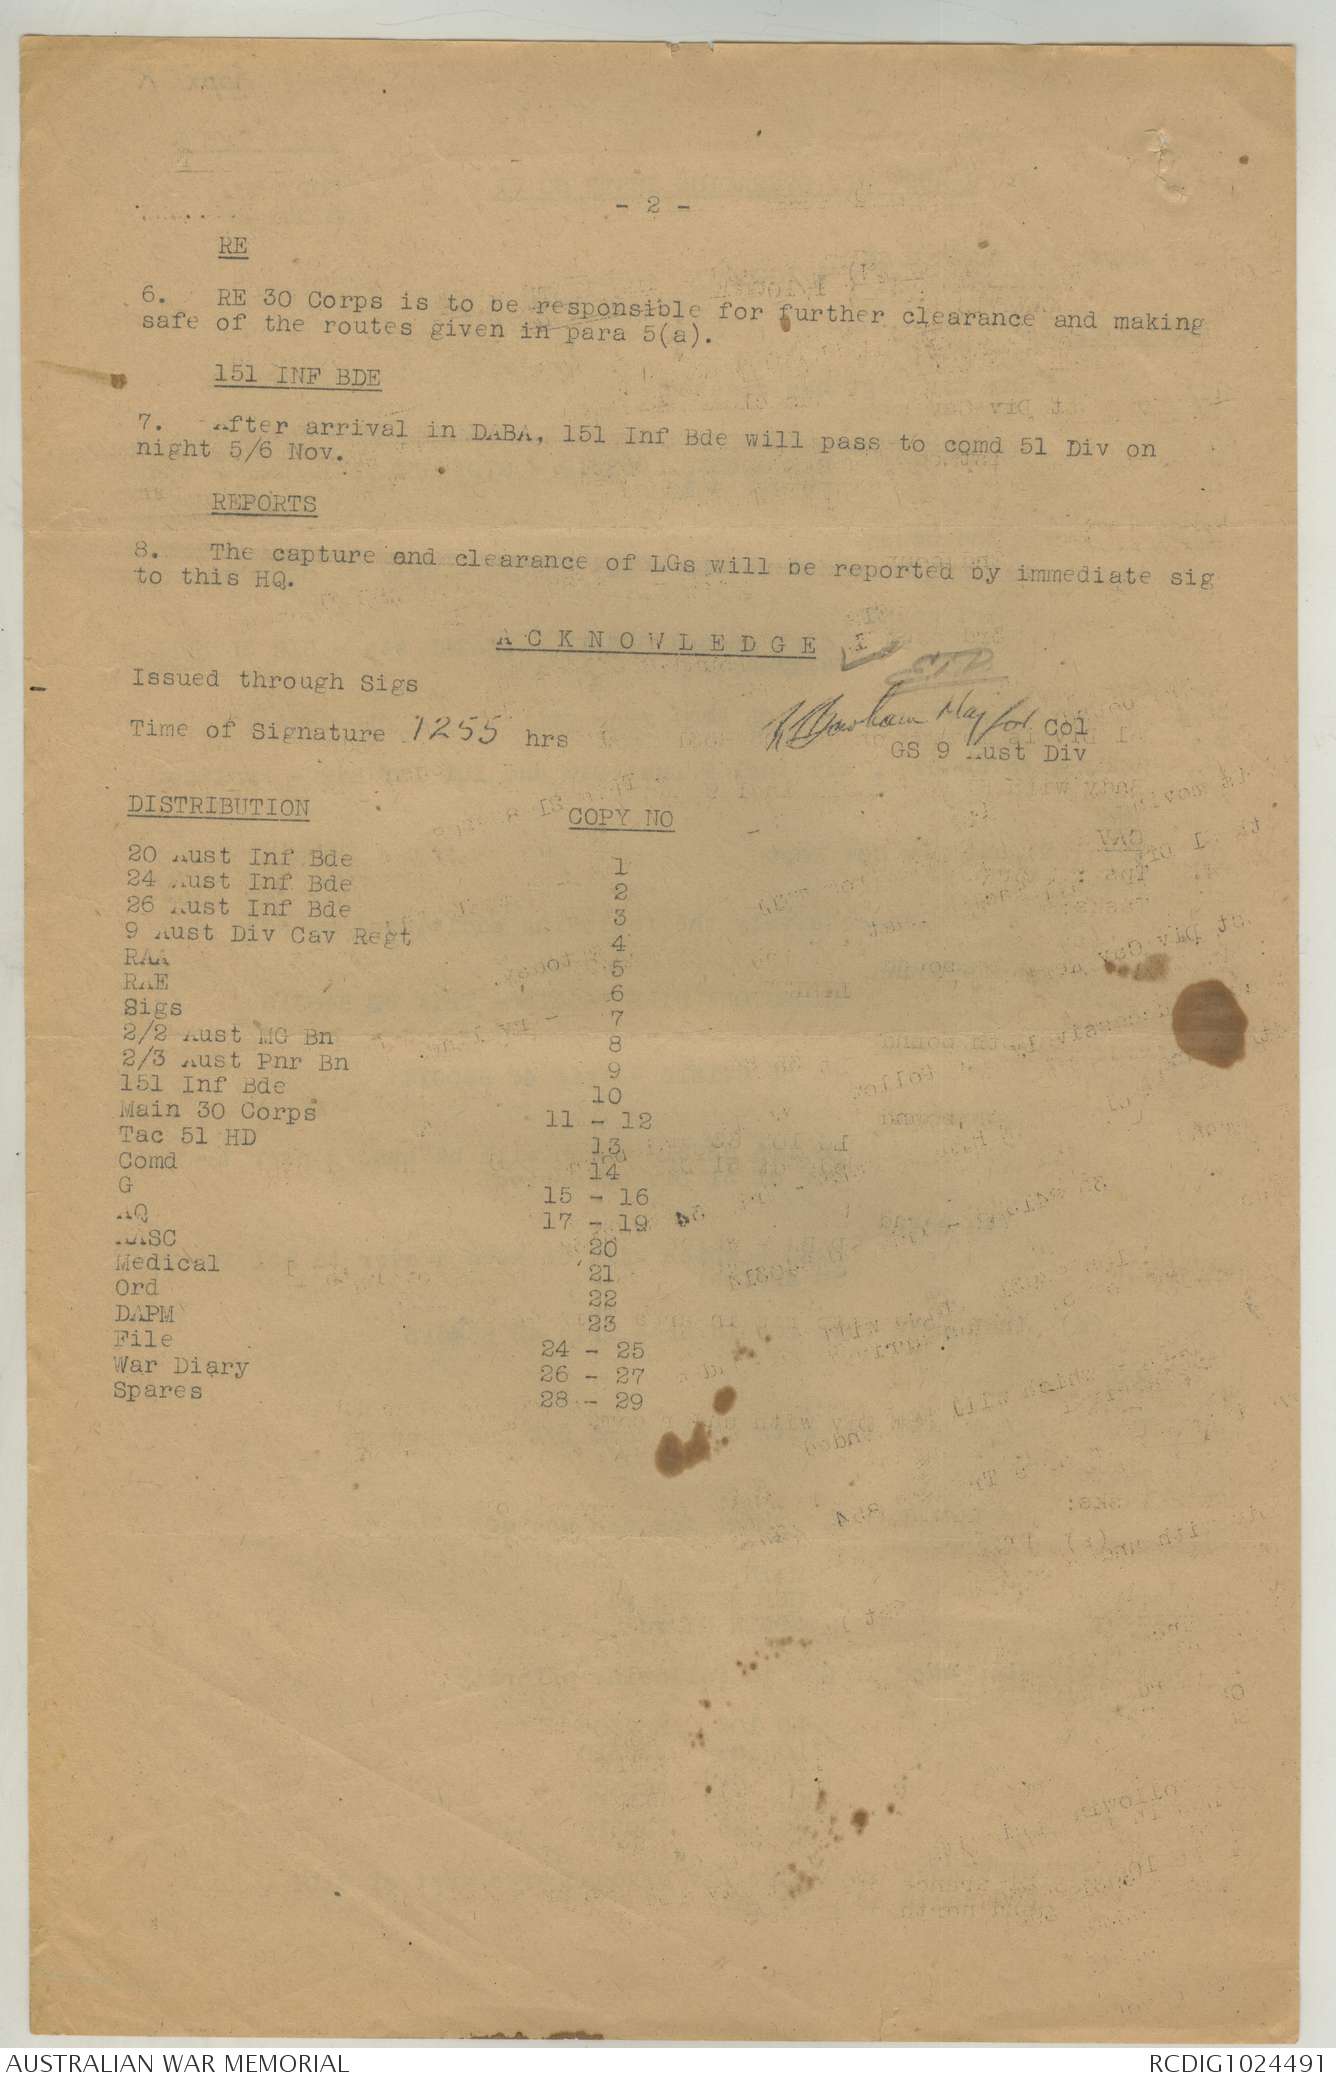 - 2 -
RE
6. RE 30 Corps is to be responsible for further clearance and making
safe of the routes given in para 5(a).
151 INF BDE
7. After arrival in DABA, 151 Inf Bde will pass to comd 51 Div on
night 5/6 Nov.
REPORTS
8. The capture and clearance of LGs will be reported by immediate sig
to this HQ.
A C K N O W L E D G E
Issued through Sigs
Time of Signature 1255 hrs
Maj for Col
GS 9 Aust Div
DISTRIBUTION COPY NO
20 Aust Inf Bde 1
24 Aust Inf Bde 2
26 Aust Inf Bde 3
9 Aust Div Cav Regt 4
RAA 5
RAE 6
Sigs 7
2/2 Aust MG Bn 8
2/3 Aust Pnr Bn 9
151 Inf Bde 10
Main 30 Corps 11 - 12
Tac 51 HD 13
Comd 14
G 15 - 16
AQ 17 - 19
AASC 20
Medical 21
Ord 22
DAPM 23
File 24 - 25
War Diary 26 - 27
Spares 28 - 29
AUSTRALIAN WAR MEMORIAL RCDIG1024491